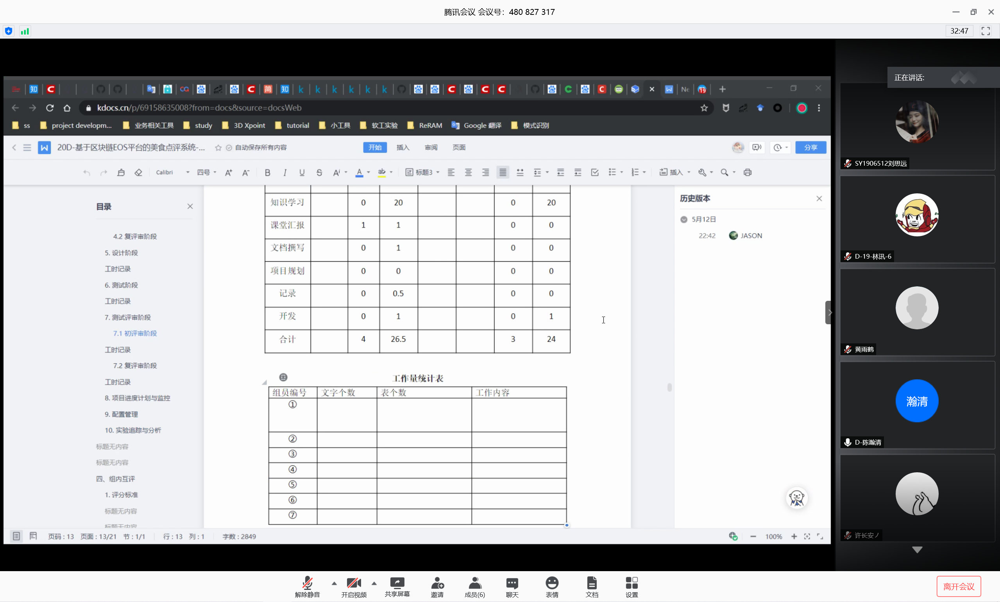 腾讯会议 会议号：480 827 317
32:47
正在讲话:
kdocs.cn/p/69158635008?from=docs&source=docsWeb
ss project developm... 业务相关工具 study 3D Xpoint tutorial 小工具 软工实验 ReRAM Google 翻译 模式识别
20D-基于区块链EOS平台的美食点评系统-... 自动保存所有内容 开始 插入 审阅 页面 分享
Calibri 四号 A⁺ A⁻ B I U S A 标题3 插入
目录
4.2 复评审阶段
5. 设计阶段
工时记录
6. 测试阶段
工时记录
7. 测试评审阶段
7.1 初评审阶段
工时记录
7.2 复评审阶段
工时记录
8. 项目进度计划与监控
9. 配置管理
10. 实验追踪与分析
标题无内容
标题无内容
四、组内互评
1. 评分标准
标题无内容
标题无内容
知识学习 0 20 0 20
课堂汇报 1 1 0 0
文档撰写 0 1 0 0
项目规划 0 0 0 0
记录 0 0.5 0 0
开发 0 1 0 1
合计 4 26.5 3 24
工作量统计表
组员编号 文字个数 表个数 工作内容
①
②
③
④
⑤
⑥
⑦
历史版本
5月12日
22:42 JASON
页码：13 页面：13/21 节：1/1 行：13 列：1 字数：2849
100%
SY1906512刘思远
D-19-林讯-6
黄雨鹤
瀚清
D-陈瀚清
许长安ノ
解除静音 开启视频 共享屏幕 邀请 成员(6) 聊天 表情 文档 设置 离开会议